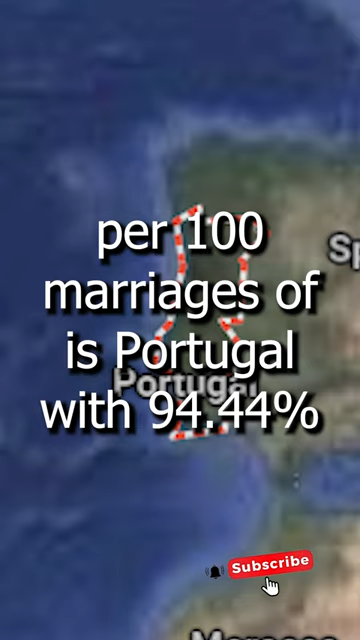 per 100
marriages of
is Portugal
with 94.44%
Portugal
Subscribe